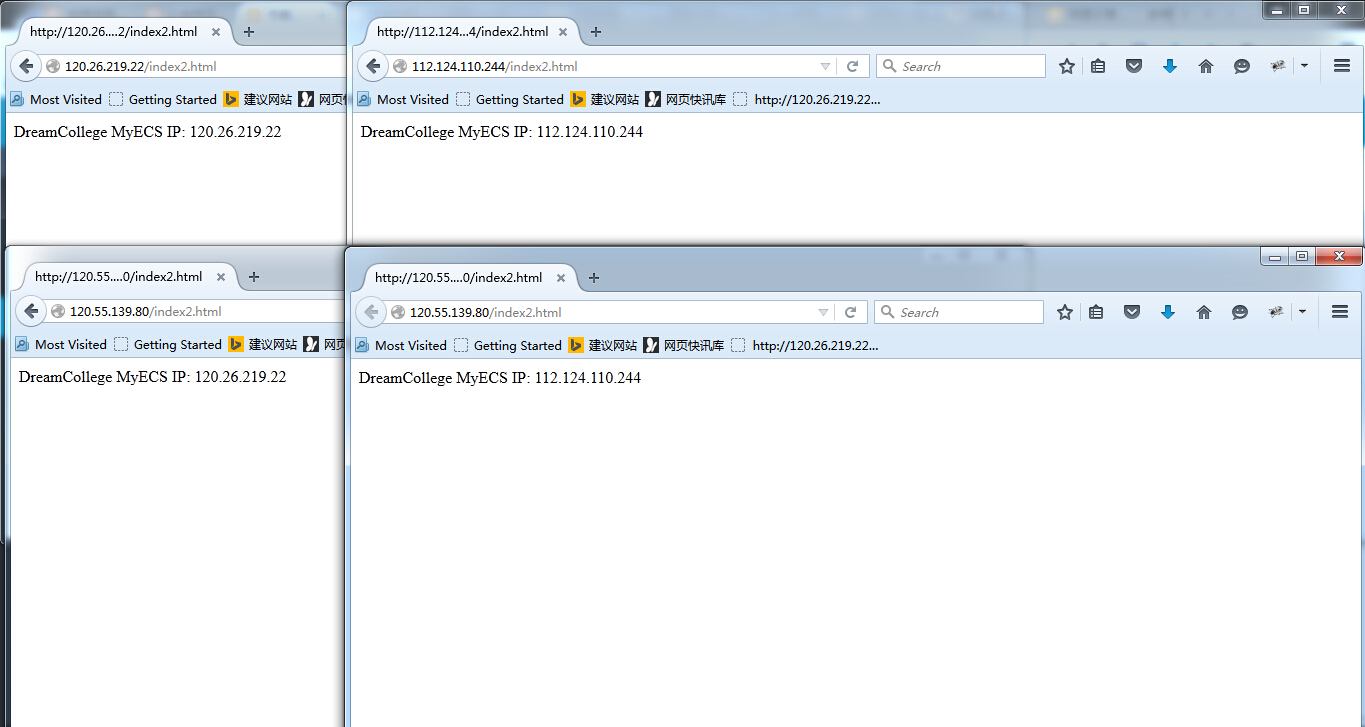 http://120.26....2/index2.html
120.26.219.22/index2.html
Most Visited Getting Started 建议网站 网页快
DreamCollege MyECS IP: 120.26.219.22
http://112.124...4/index2.html
112.124.110.244/index2.html Search
Most Visited Getting Started 建议网站 网页快讯库 http://120.26.219.22...
DreamCollege MyECS IP: 112.124.110.244
http://120.55....0/index2.html
120.55.139.80/index2.html
Most Visited Getting Started 建议网站 网页
DreamCollege MyECS IP: 120.26.219.22
http://120.55....0/index2.html
120.55.139.80/index2.html Search
Most Visited Getting Started 建议网站 网页快讯库 http://120.26.219.22...
DreamCollege MyECS IP: 112.124.110.244